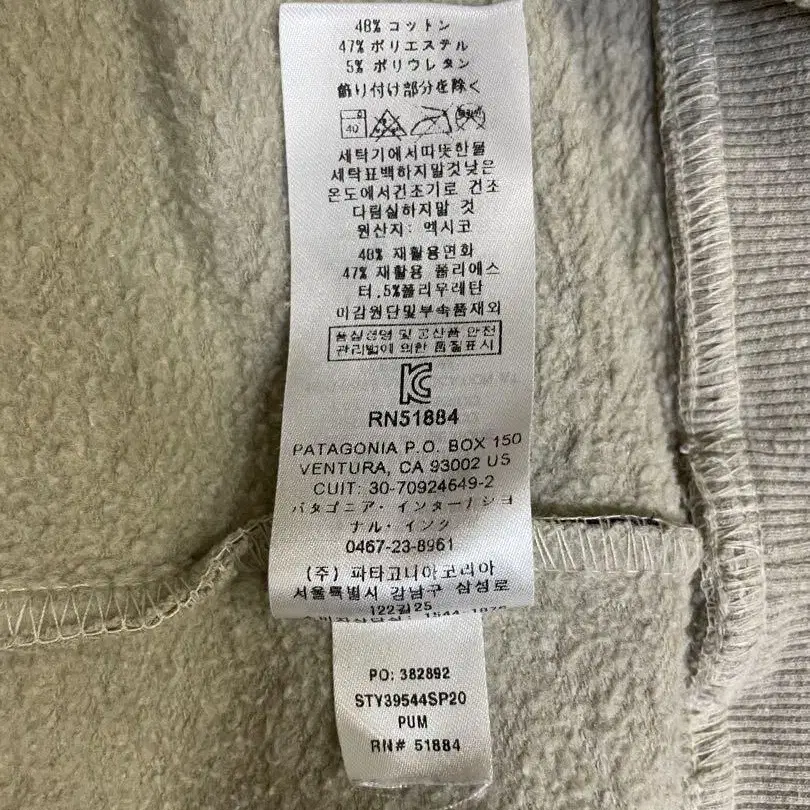 48% コットン
47% ポリエステル
5% ポリウレタン
飾り付け部分を除く
40
세탁기에서따뜻한물
세탁표백하지말것낮은
온도에서건조기로 건조
다림질하지말 것
원산지: 멕시코
48% 재활용면화
47% 재활용 폴리에스
터, 5%폴리우레탄
마감원단및부속품재외
품질경영 및 공산품 안전
관리법에 의한 품질표시
RN51884
PATAGONIA P.O. BOX 150
VENTURA, CA 93002 US
CUIT: 30-70924649-2
パタゴニア・インターナショ
ナル・インク
0467-23-8961
(주) 파타고니아코리아
서울특별시 강남구 삼성로
122길25
PO: 382892
STY39544SP20
PUM
RN# 51884